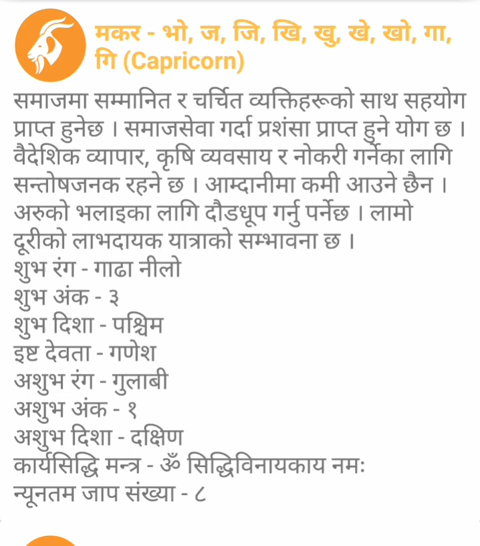 मकर - भो, ज, जि, खि, खु, खे, खो, गा,
गि (Capricorn)
समाजमा सम्मानित र चर्चित व्यक्तिहरूको साथ सहयोग
प्राप्त हुनेछ । समाजसेवा गर्दा प्रशंसा प्राप्त हुने योग छ ।
वैदेशिक व्यापार, कृषि व्यवसाय र नोकरी गर्नेका लागि
सन्तोषजनक रहने छ । आम्दानीमा कमी आउने छैन ।
अरुको भलाइका लागि दौडधूप गर्नु पर्नेछ । लामो
दूरीको लाभदायक यात्राको सम्भावना छ ।
शुभ रंग - गाढा नीलो
शुभ अंक - ३
शुभ दिशा - पश्चिम
इष्ट देवता - गणेश
अशुभ रंग - गुलाबी
अशुभ अंक - १
अशुभ दिशा - दक्षिण
कार्यसिद्धि मन्त्र - ॐ सिद्धिविनायकाय नमः
न्यूनतम जाप संख्या - ८